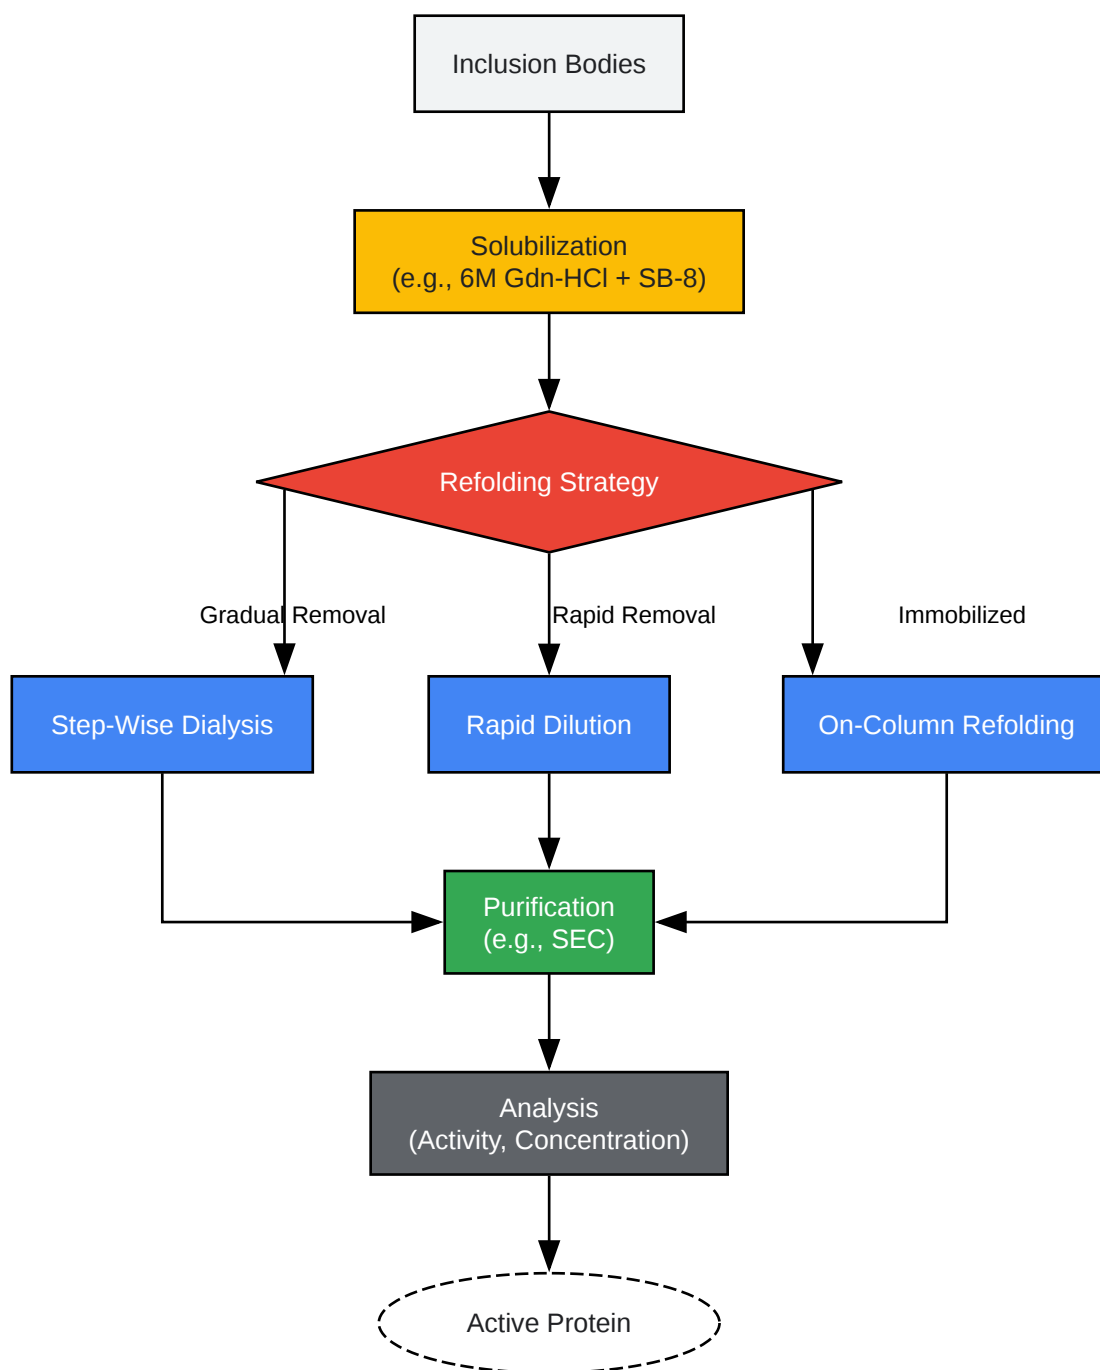 Inclusion Bodies
Solubilization
(e.g., 6M Gdn-HCl + SB-8)
Refolding Strategy
Gradual Removal
Rapid Removal
Immobilized
Step-Wise Dialysis
Rapid Dilution
On-Column Refolding
Purification
(e.g., SEC)
Analysis
(Activity, Concentration)
Active Protein